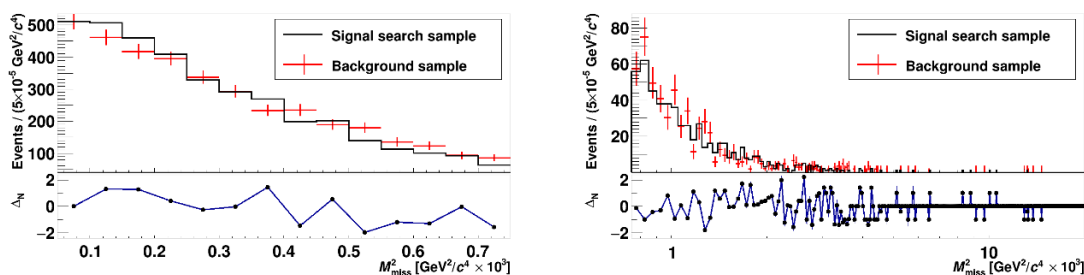 Events / (5×10⁻⁵ GeV²/c⁴)
500
400
300
200
100
Signal search sample
Background sample
Δ_N
2
0
−2
0.1 0.2 0.3 0.4 0.5 0.6 0.7
M²_miss [GeV²/c⁴ × 10³]
Events / (5×10⁻⁵ GeV²/c⁴)
80
60
40
20
Signal search sample
Background sample
Δ_N
2
0
−2
1 10
M²_miss [GeV²/c⁴ × 10³]